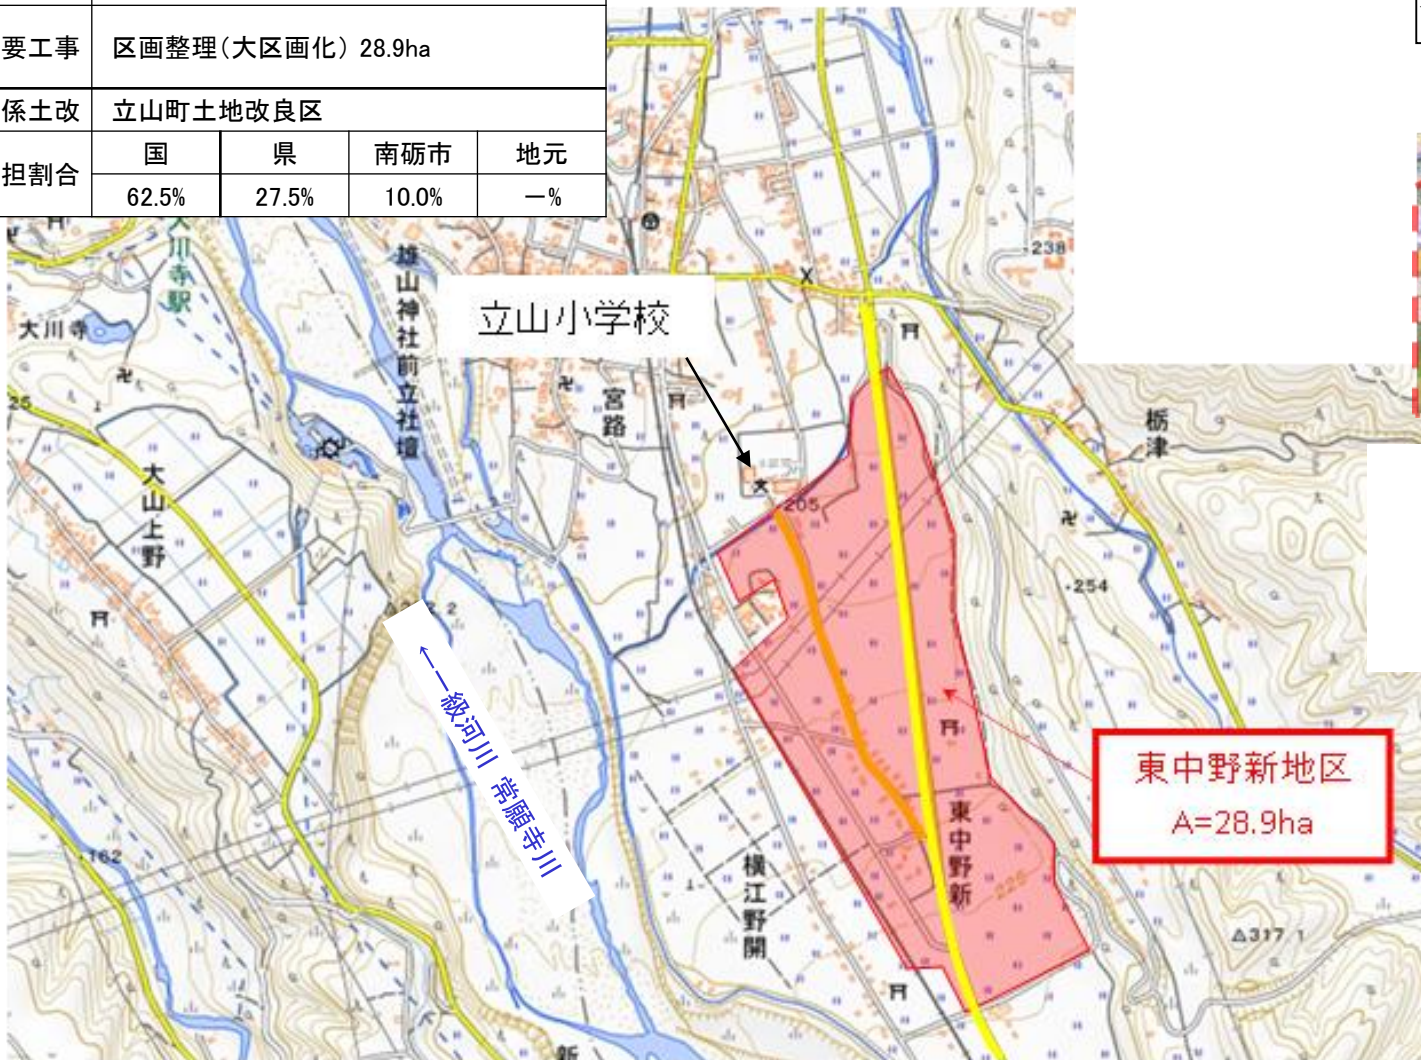 要工事 区画整理(大区画化) 28.9ha
係土改 立山町土地改良区
担割合 国 県 南砺市 地元
62.5% 27.5% 10.0% ー%
大川寺駅
雄山神社前立社壇
238
立山小学校
大川寺
宮路
栃津
25
大山上野
205
254
←一級河川 常願寺川
東中野新地区
A=28.9ha
東中野新
162
横江野開
225
△317 1
新